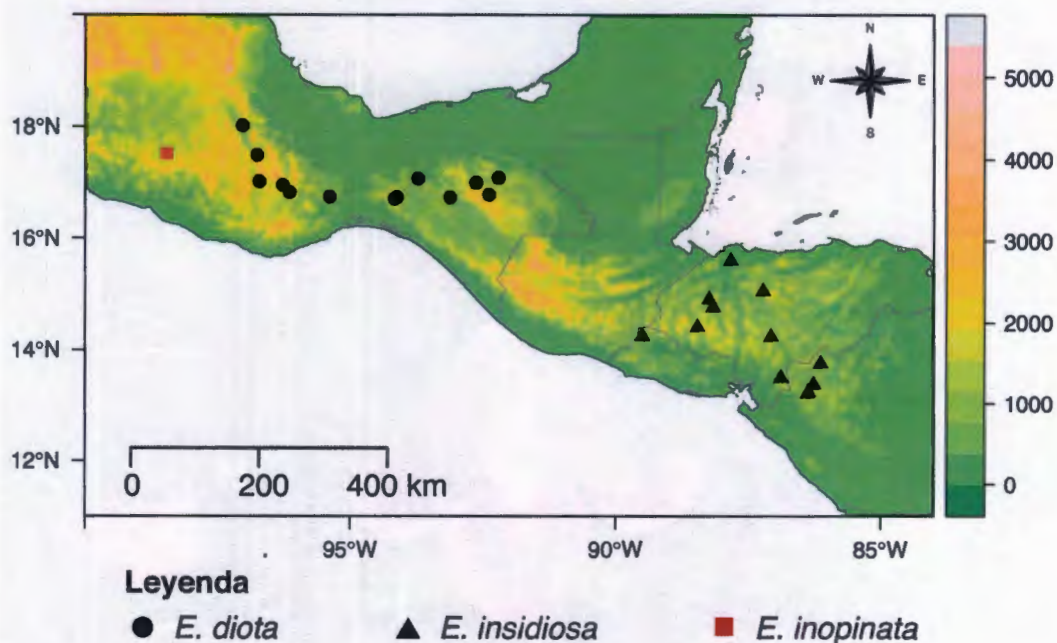 N
W E
S
5000
4000
3000
2000
1000
0
18°N
16°N
14°N
12°N
0 200 400 km
95°W 90°W 85°W
Leyenda
E. diota E. insidiosa E. inopinata